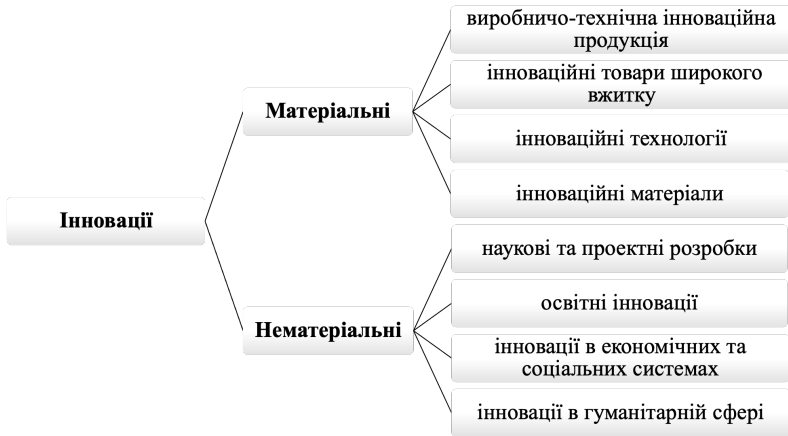 Інновації
Матеріальні
виробничо-технічна інноваційна
продукція
інноваційні товари широкого
вжитку
інноваційні технології
інноваційні матеріали
Нематеріальні
наукові та проектні розробки
освітні інновації
інновації в економічних та
соціальних системах
інновації в гуманітарній сфері